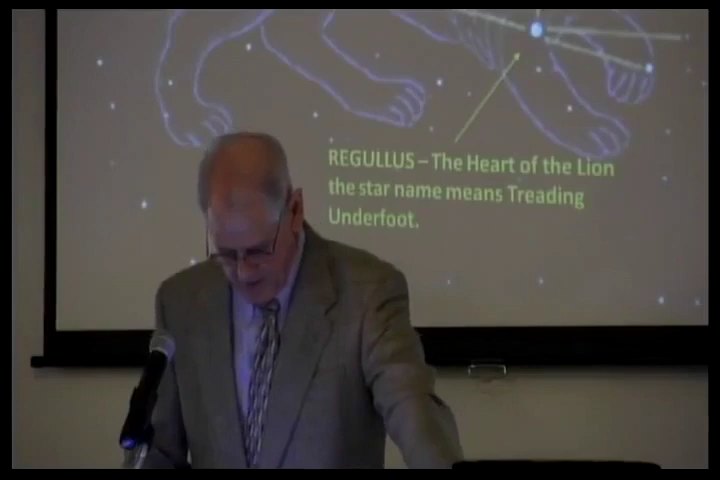 REGULLUS – The Heart of the Lion
the star name means Treading
Underfoot.